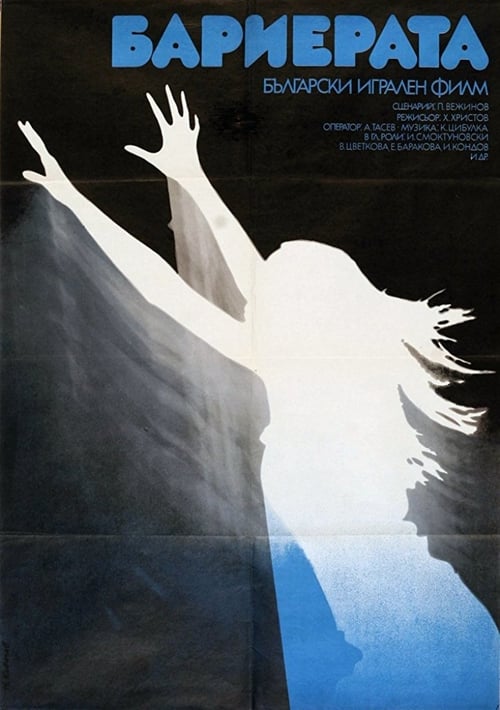 БАРИЕРАТА
БЪЛГАРСКИ ИГРАЛЕН ФИЛМ
СЦЕНАРИЙ: П. ВЕЖИНОВ
РЕЖИСЬОР: Х. ХРИСТОВ
ОПЕРАТОР: А. ТАСЕВ • МУЗИКА: К. ЦИБУЛКА
В ГЛ. РОЛИ: И. СМОКТУНОВСКИ
В. ЦВЕТКОВА, Е. БАРАКОВА, И. КОНДОВ
И ДР.